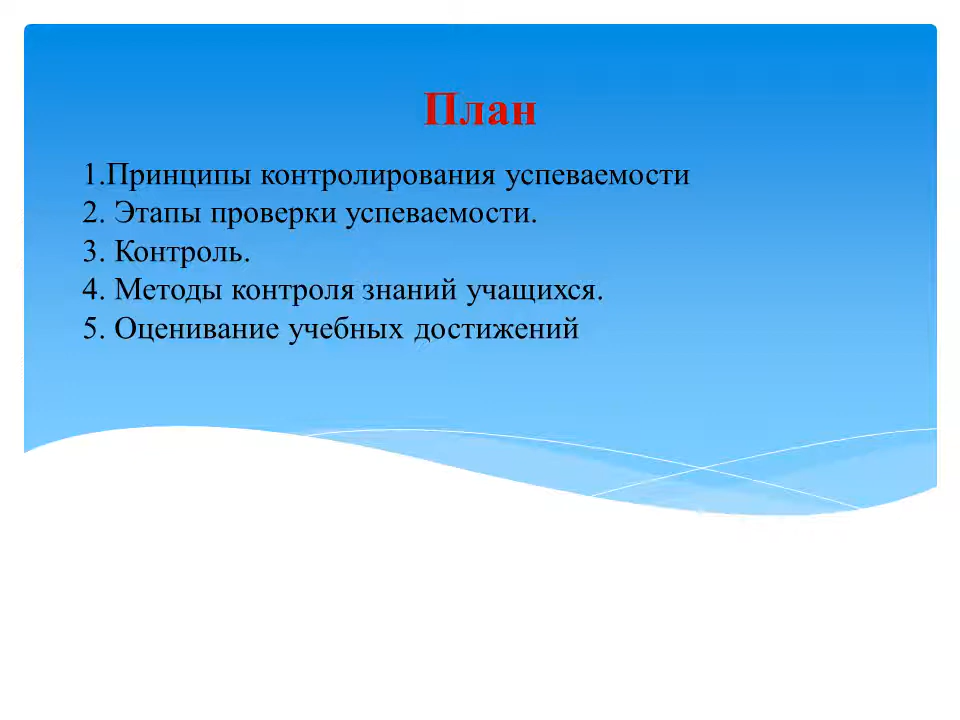 План
1.Принципы контролирования успеваемости
2. Этапы проверки успеваемости.
3. Контроль.
4. Методы контроля знаний учащихся.
5. Оценивание учебных достижений